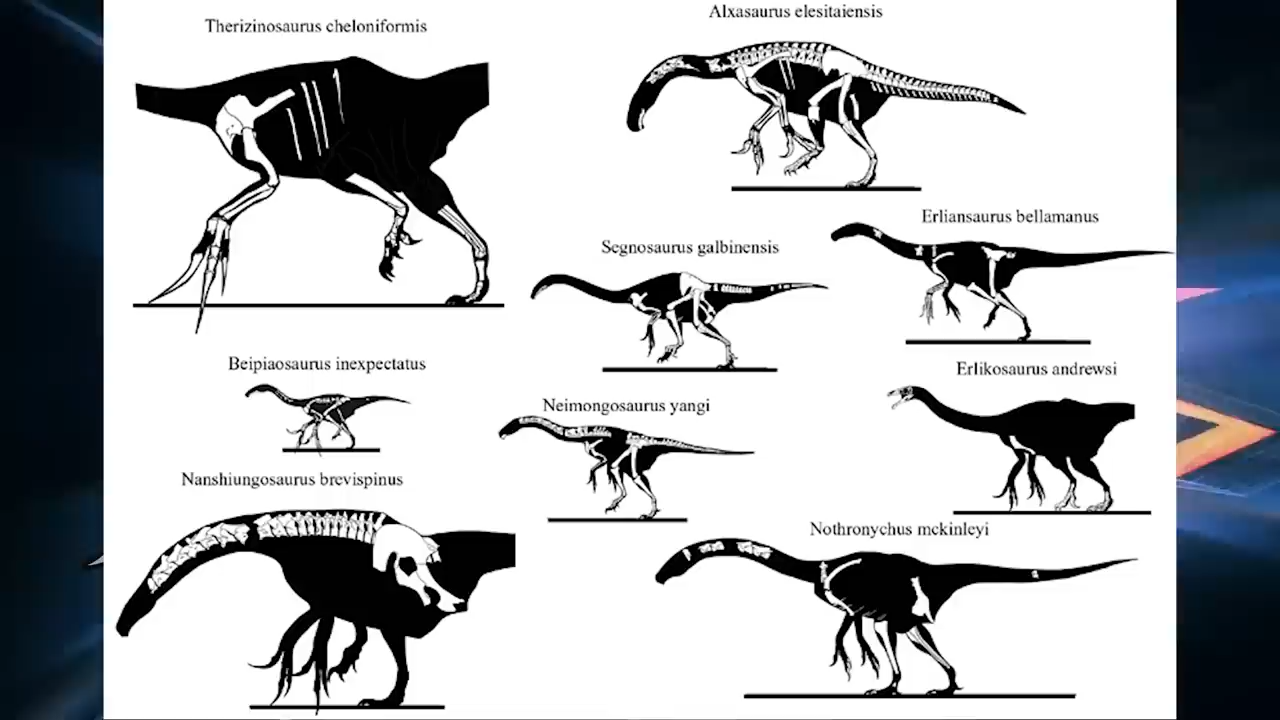 Therizinosaurus cheloniformis
Alxasaurus elesitaiensis
Erliansaurus bellamanus
Segnosaurus galbinensis
Beipiaosaurus inexpectatus
Erlikosaurus andrewsi
Neimongosaurus yangi
Nanshiungosaurus brevispinus
Nothronychus mckinleyi